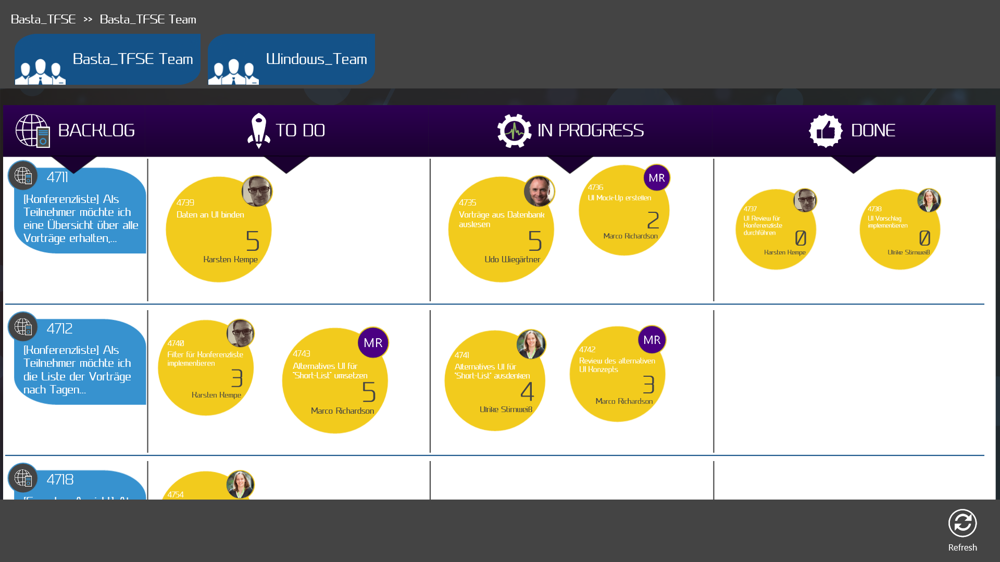 Basta_TFSE >> Basta_TFSE Team
Basta_TFSE Team
Windows_Team
BACKLOG
TO DO
IN PROGRESS
DONE
4711
[Konferenzliste] Als
Teilnehmer möchte ich
eine Übersicht über alle
Vorträge erhalten,...
4739
Daten an UI binden
5
Karsten Kempe
4735
Vorträge aus Datenbank
auslesen
5
Udo Wiegärtner
MR
4736
UI Mock-Up erstellen
2
Marco Richardson
4737
UI Review für
Konferenzliste
durchführen
0
Karsten Kempe
4738
UI Vorschlag
implementieren
0
Ulrike Stirnweiß
4712
[Konferenzliste] Als
Teilnehmer möchte ich
die Liste der Vorträge
nach Tagen...
4740
Filter für Konferenzliste
implementieren
3
Karsten Kempe
MR
4743
Alternatives UI für
"Short-List" umsetzen
5
Marco Richardson
4741
Alternatives UI für
"Short-List" ausdenken
4
Ulrike Stirnweiß
MR
4742
Review des alternativen
UI Konzepts
3
Marco Richardson
4718
4754
Refresh